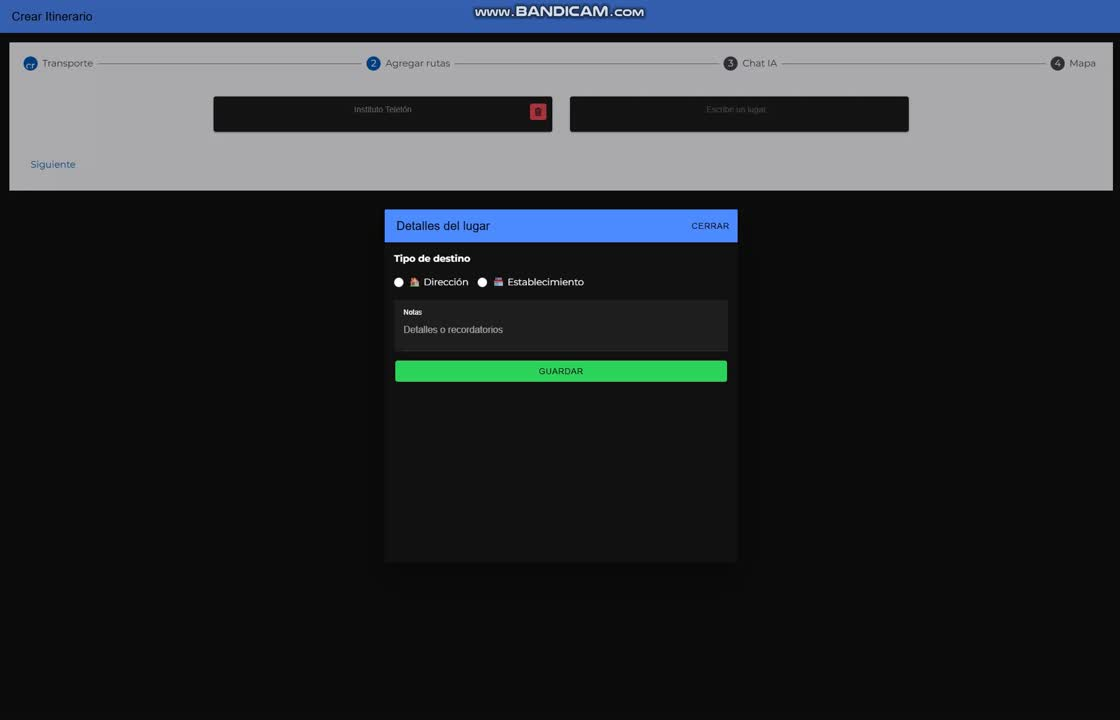 Crear Itinerario
www.BANDICAM.com
cr Transporte
2 Agregar rutas
3 Chat IA
4 Mapa
Instituto Teletón
Escribe un lugar.
Siguiente
Detalles del lugar
CERRAR
Tipo de destino
Dirección
Establecimiento
Notas
Detalles o recordatorios
GUARDAR